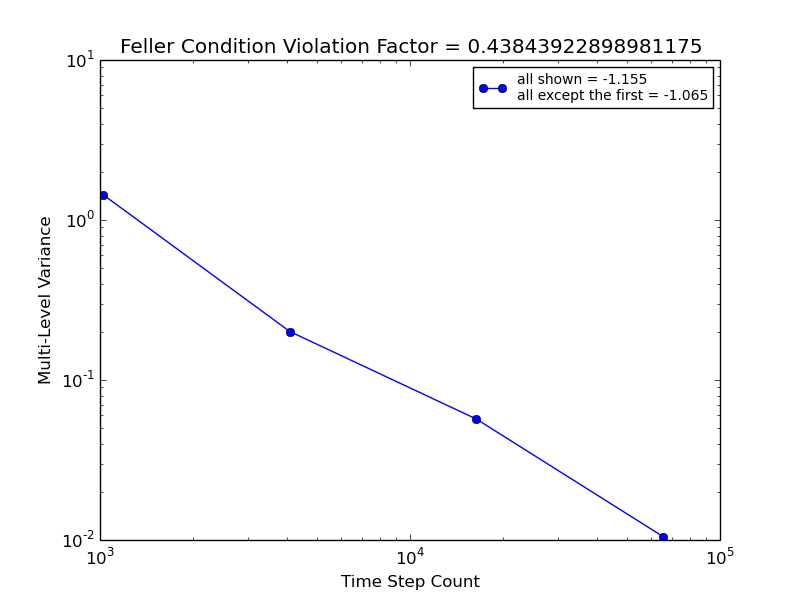 Feller Condition Violation Factor = 0.43843922898981175
10^1
all shown = -1.155
all except the first = -1.065
10^0
Multi-Level Variance
10^-1
10^-2
10^3
10^4
10^5
Time Step Count